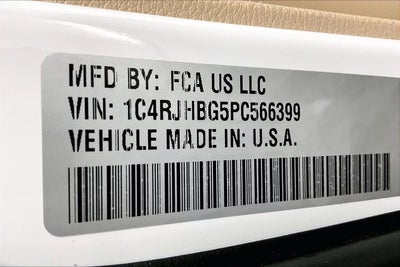 MFD BY: FCA US LLC
VIN: 1C4RJHBG5PC566399
VEHICLE MADE IN: U.S.A.